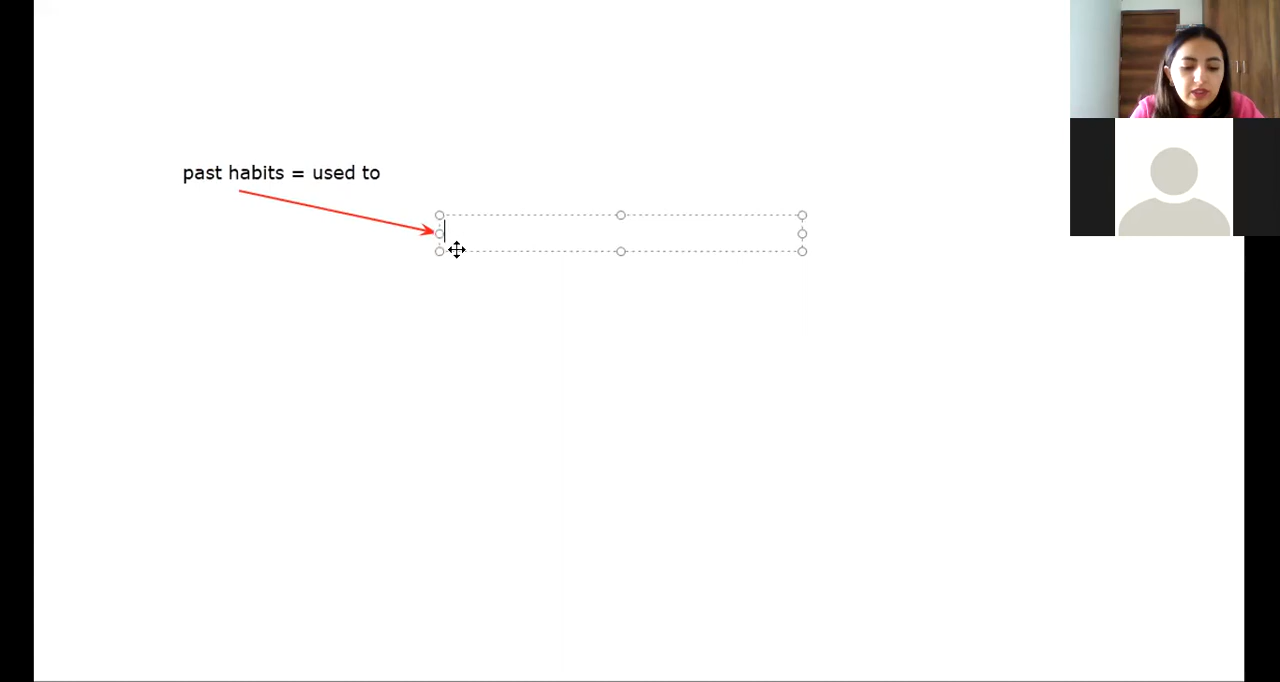 past habits = used to